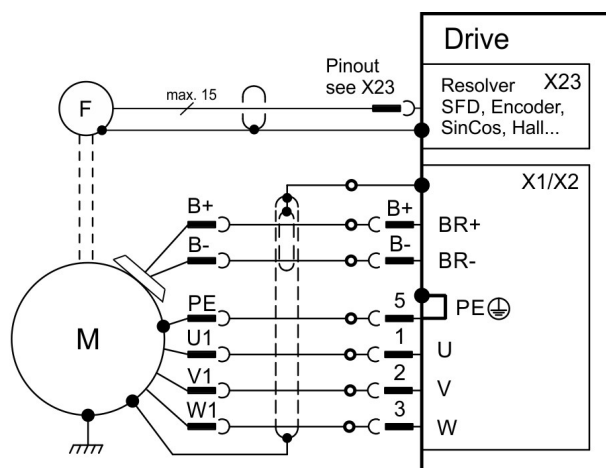 Drive
Pinout
see X23
max. 15
F
Resolver X23
SFD, Encoder,
SinCos, Hall...
X1/X2
B+ B+ BR+
B- B- BR-
PE 5 PE
M
U1 1 U
V1 2 V
W1 3 W